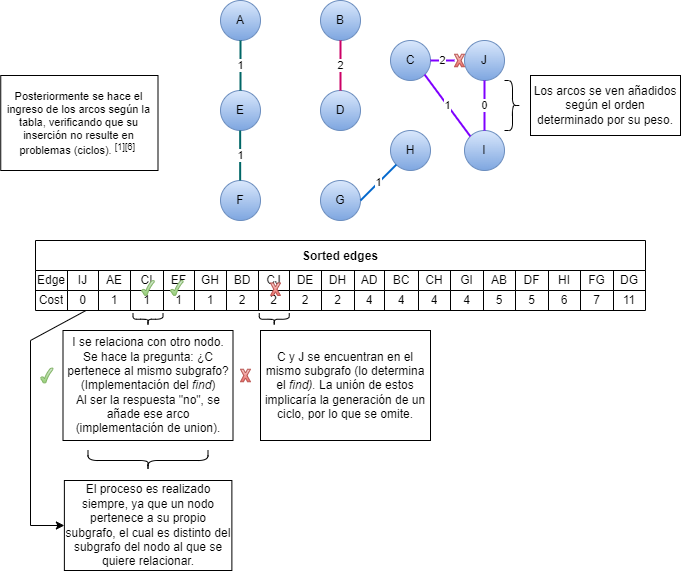 A
B
C
2
J
1
2
1
0
E
D
H
I
1
1
F
G
Posteriormente se hace el
ingreso de los arcos según la
tabla, verificando que su
inserción no resulte en
problemas (ciclos). [1][6]
Los arcos se ven añadidos
según el orden
determinado por su peso.
Sorted edges
Edge IJ AE CI EF GH BD CJ DE DH AD BC CH GI AB DF HI FG DG
Cost 0 1 1 1 1 2 2 2 2 4 4 4 4 5 5 6 7 11
I se relaciona con otro nodo.
Se hace la pregunta: ¿C
pertenece al mismo subgrafo?
(Implementación del find)
Al ser la respuesta "no", se
añade ese arco
(implementación de union).
C y J se encuentran en el
mismo subgrafo (lo determina
el find). La unión de estos
implicaría la generación de un
ciclo, por lo que se omite.
El proceso es realizado
siempre, ya que un nodo
pertenece a su propio
subgrafo, el cual es distinto del
subgrafo del nodo al que se
quiere relacionar.